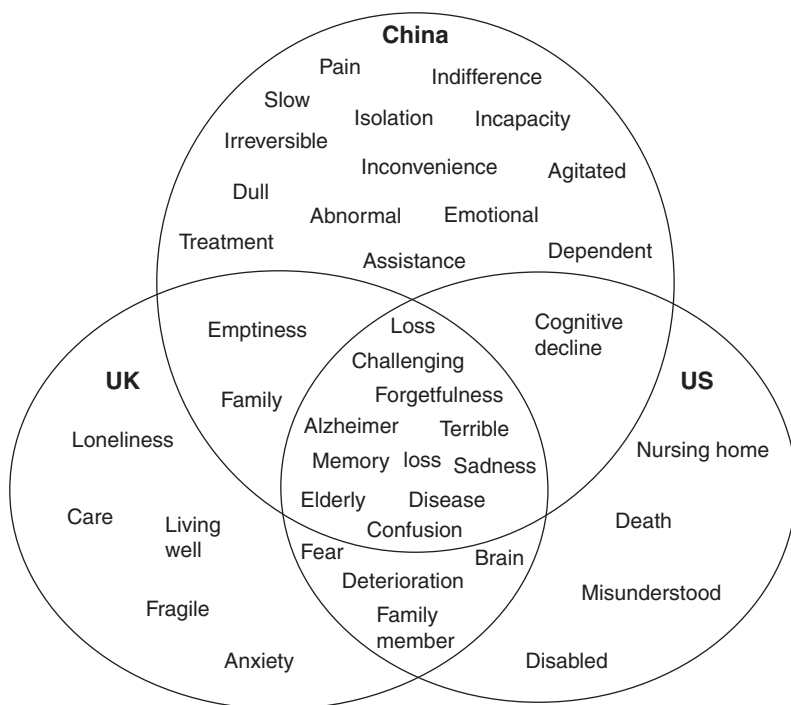 China
Pain
Indifference
Slow
Isolation
Incapacity
Irreversible
Inconvenience
Agitated
Dull
Abnormal
Emotional
Treatment
Assistance
Dependent
Emptiness
Loss
Cognitive
decline
Challenging
UK
US
Family
Forgetfulness
Loneliness
Alzheimer
Terrible
Nursing home
Memory loss
Sadness
Elderly
Disease
Care
Living
well
Confusion
Death
Fear
Brain
Deterioration
Misunderstood
Fragile
Family
member
Anxiety
Disabled